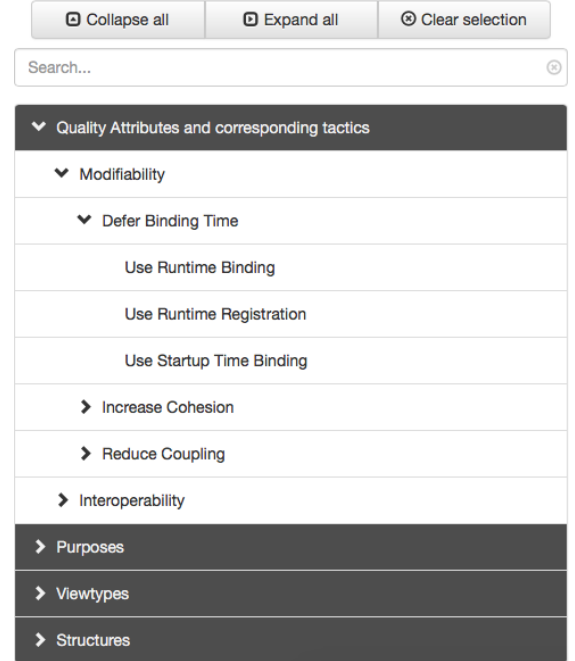 Collapse all Expand all Clear selection
Search...
Quality Attributes and corresponding tactics
Modifiability
Defer Binding Time
Use Runtime Binding
Use Runtime Registration
Use Startup Time Binding
Increase Cohesion
Reduce Coupling
Interoperability
Purposes
Viewtypes
Structures